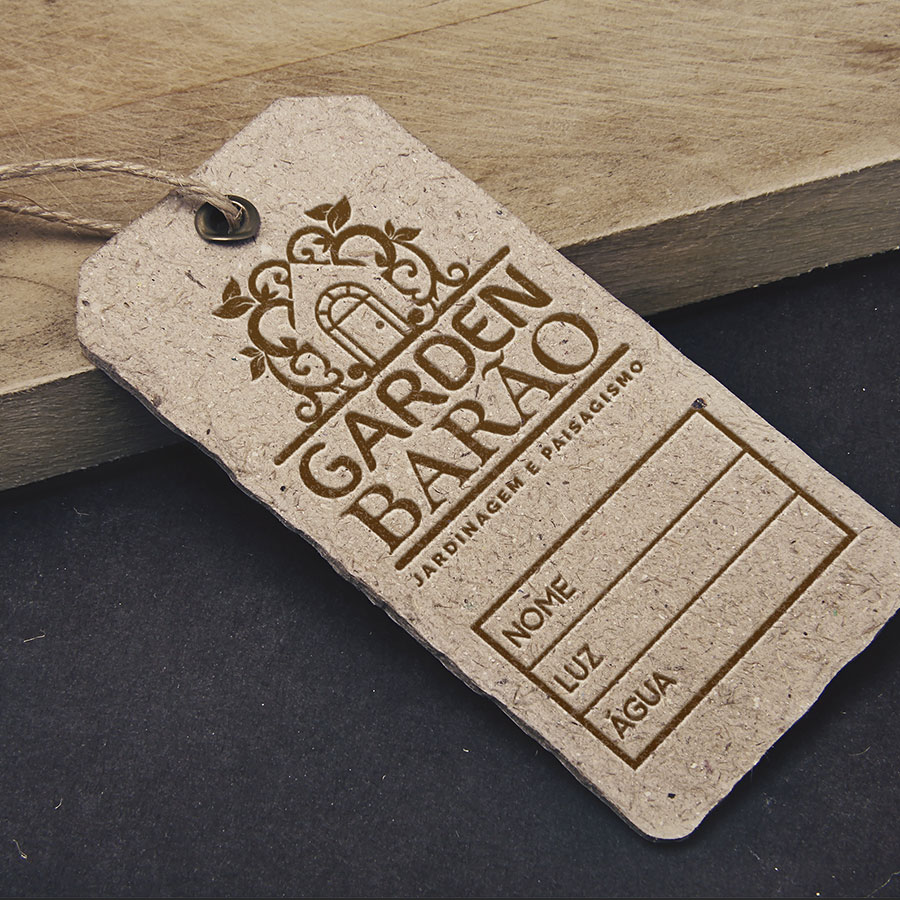 GARDEN
BARÃO
JARDINAGEM E PAISAGISMO
NOME
LUZ
ÁGUA